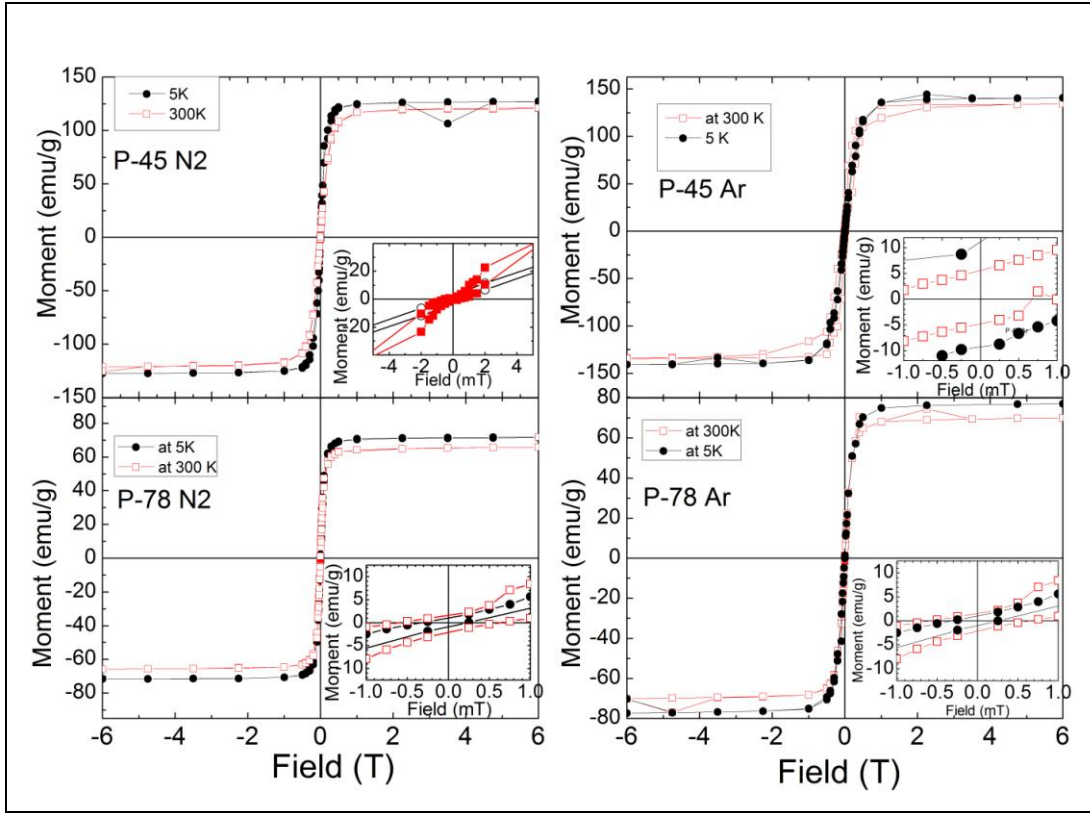 150
100
50
0
-50
-100
-150
Moment (emu/g)
5K
300K
P-45 N2
20
0
20
Moment (emu/g)
-4 -2 0 2 4
Field (mT)
150
100
50
0
-50
-100
-150
Moment (emu/g)
at 300 K
5 K
P-45 Ar
10
5
0
-5
-10
Moment (emu/g)
-1.0 -0.5 0.0 0.5 1.0
Field (mT)
80
60
40
20
0
-20
-40
-60
-80
Moment (emu/g)
at 5K
at 300 K
P-78 N2
10
5
0
-5
-10
Moment (emu/g)
-1.0 -0.5 0.0 0.5 1.0
Field (mT)
-6 -4 -2 0 2 4 6
Field (T)
80
60
40
20
0
-20
-40
-60
-80
Moment (emu/g)
at 300K
at 5K
P-78 Ar
10
5
0
-5
-10
Moment (emu/g)
-1.0 -0.5 0.0 0.5 1.0
Field (mT)
-6 -4 -2 0 2 4 6
Field (T)